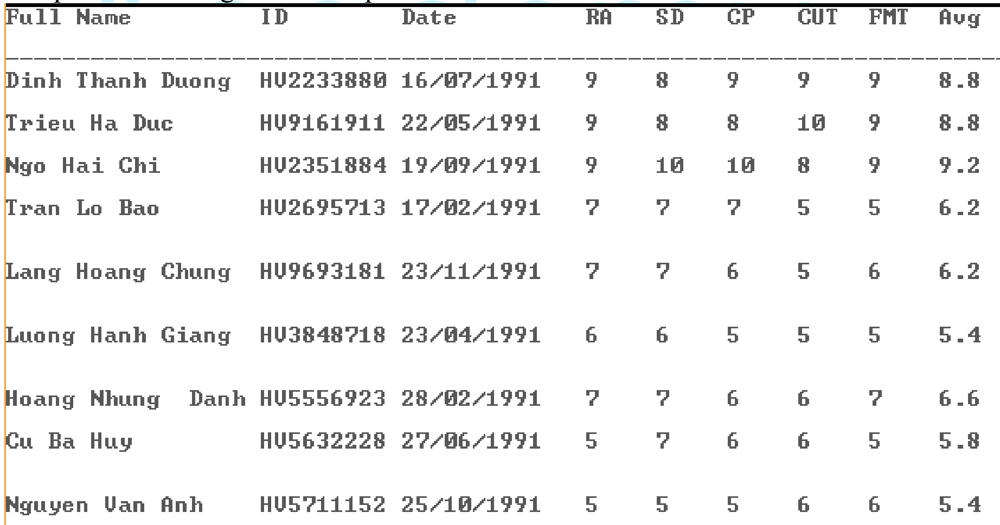 Full Name ID Date RA SD CP CUT FMT Avg
--------------------------------------------------------------------
Dinh Thanh Duong HV2233880 16/07/1991 9 8 9 9 9 8.8
Trieu Ha Duc HV9161911 22/05/1991 9 8 8 10 9 8.8
Ngo Hai Chi HV2351884 19/09/1991 9 10 10 8 9 9.2
Tran Lo Bao HV2695713 17/02/1991 7 7 7 5 5 6.2
Lang Hoang Chung HV9693181 23/11/1991 7 7 6 5 6 6.2
Luong Hanh Giang HV3848718 23/04/1991 6 6 5 5 5 5.4
Hoang Nhung Danh HV5556923 28/02/1991 7 7 6 6 7 6.6
Cu Ba Huy HV5632228 27/06/1991 5 7 6 6 5 5.8
Nguyen Van Anh HV5711152 25/10/1991 5 5 5 6 6 5.4